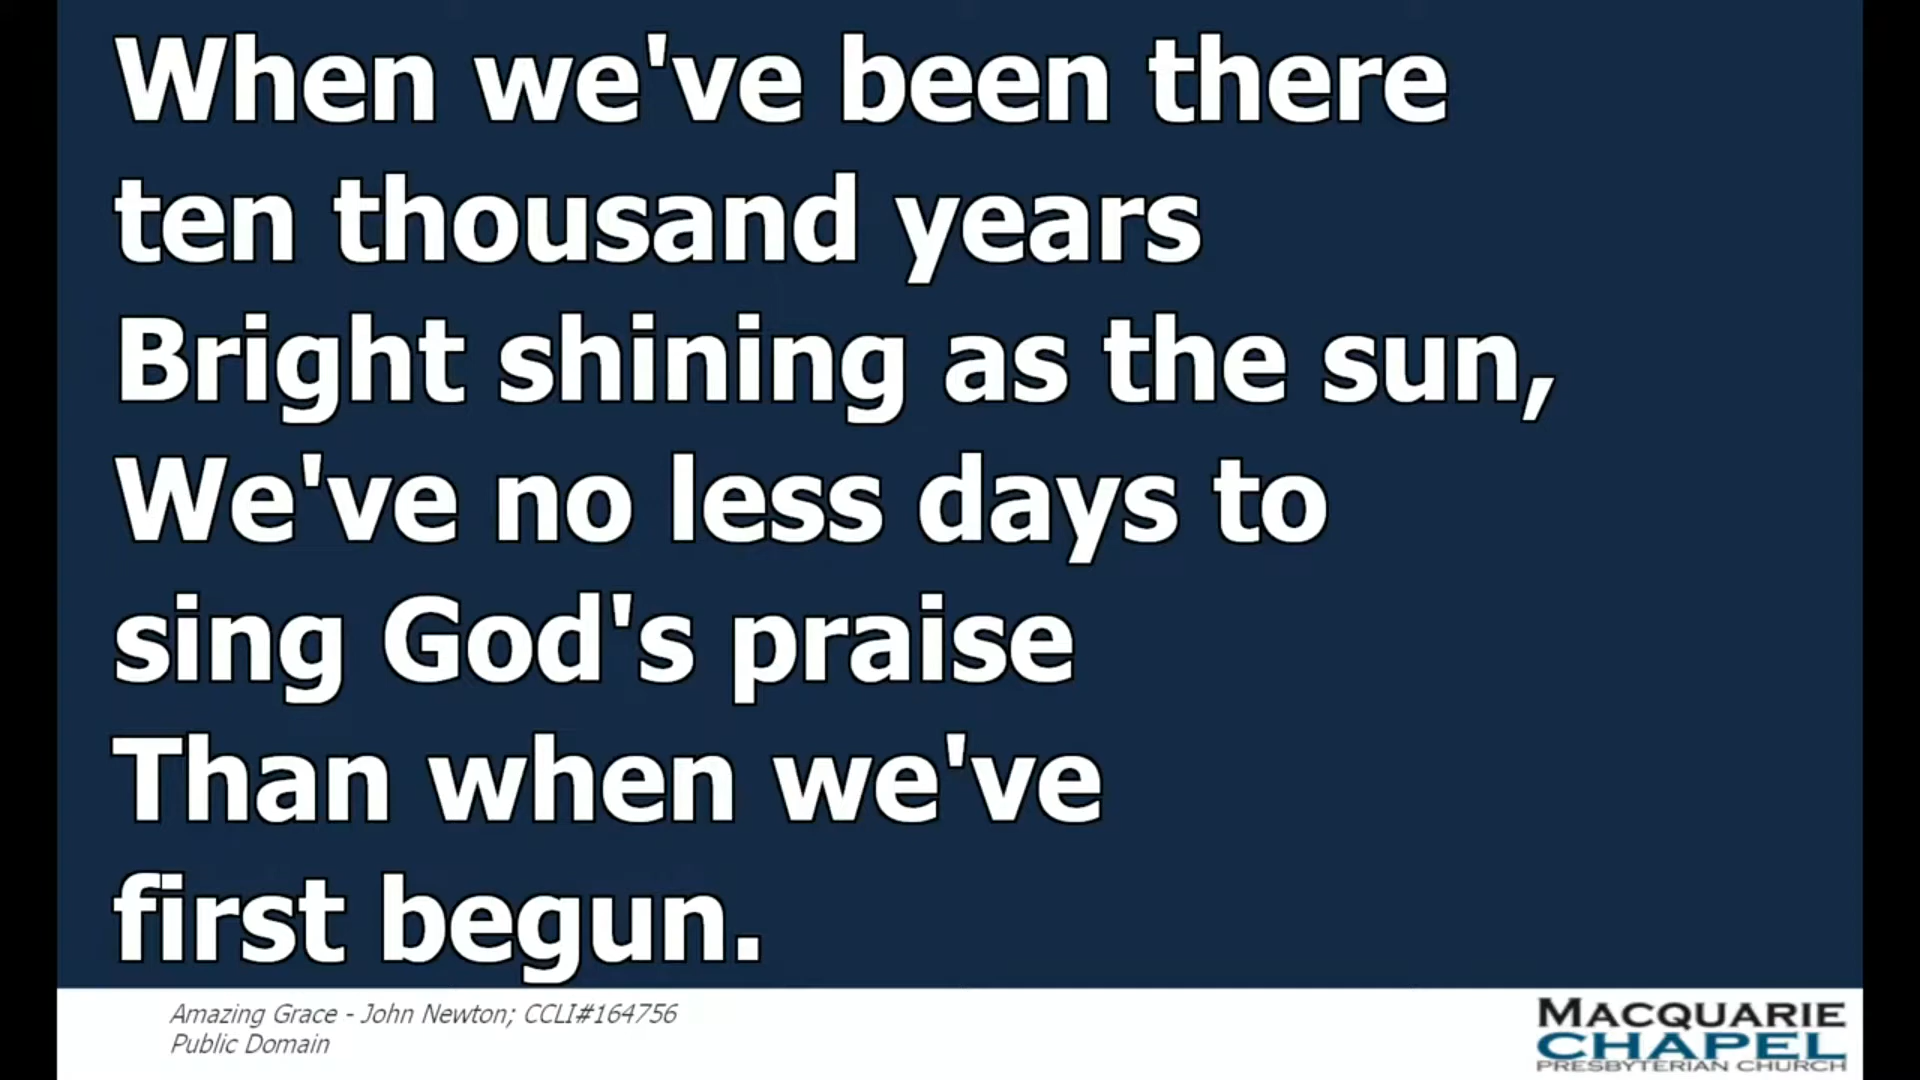 When we've been there
ten thousand years
Bright shining as the sun,
We've no less days to
sing God's praise
Than when we've
first begun.
Amazing Grace - John Newton; CCLI#164756
Public Domain
MACQUARIE
CHAPEL
PRESBYTERIAN CHURCH